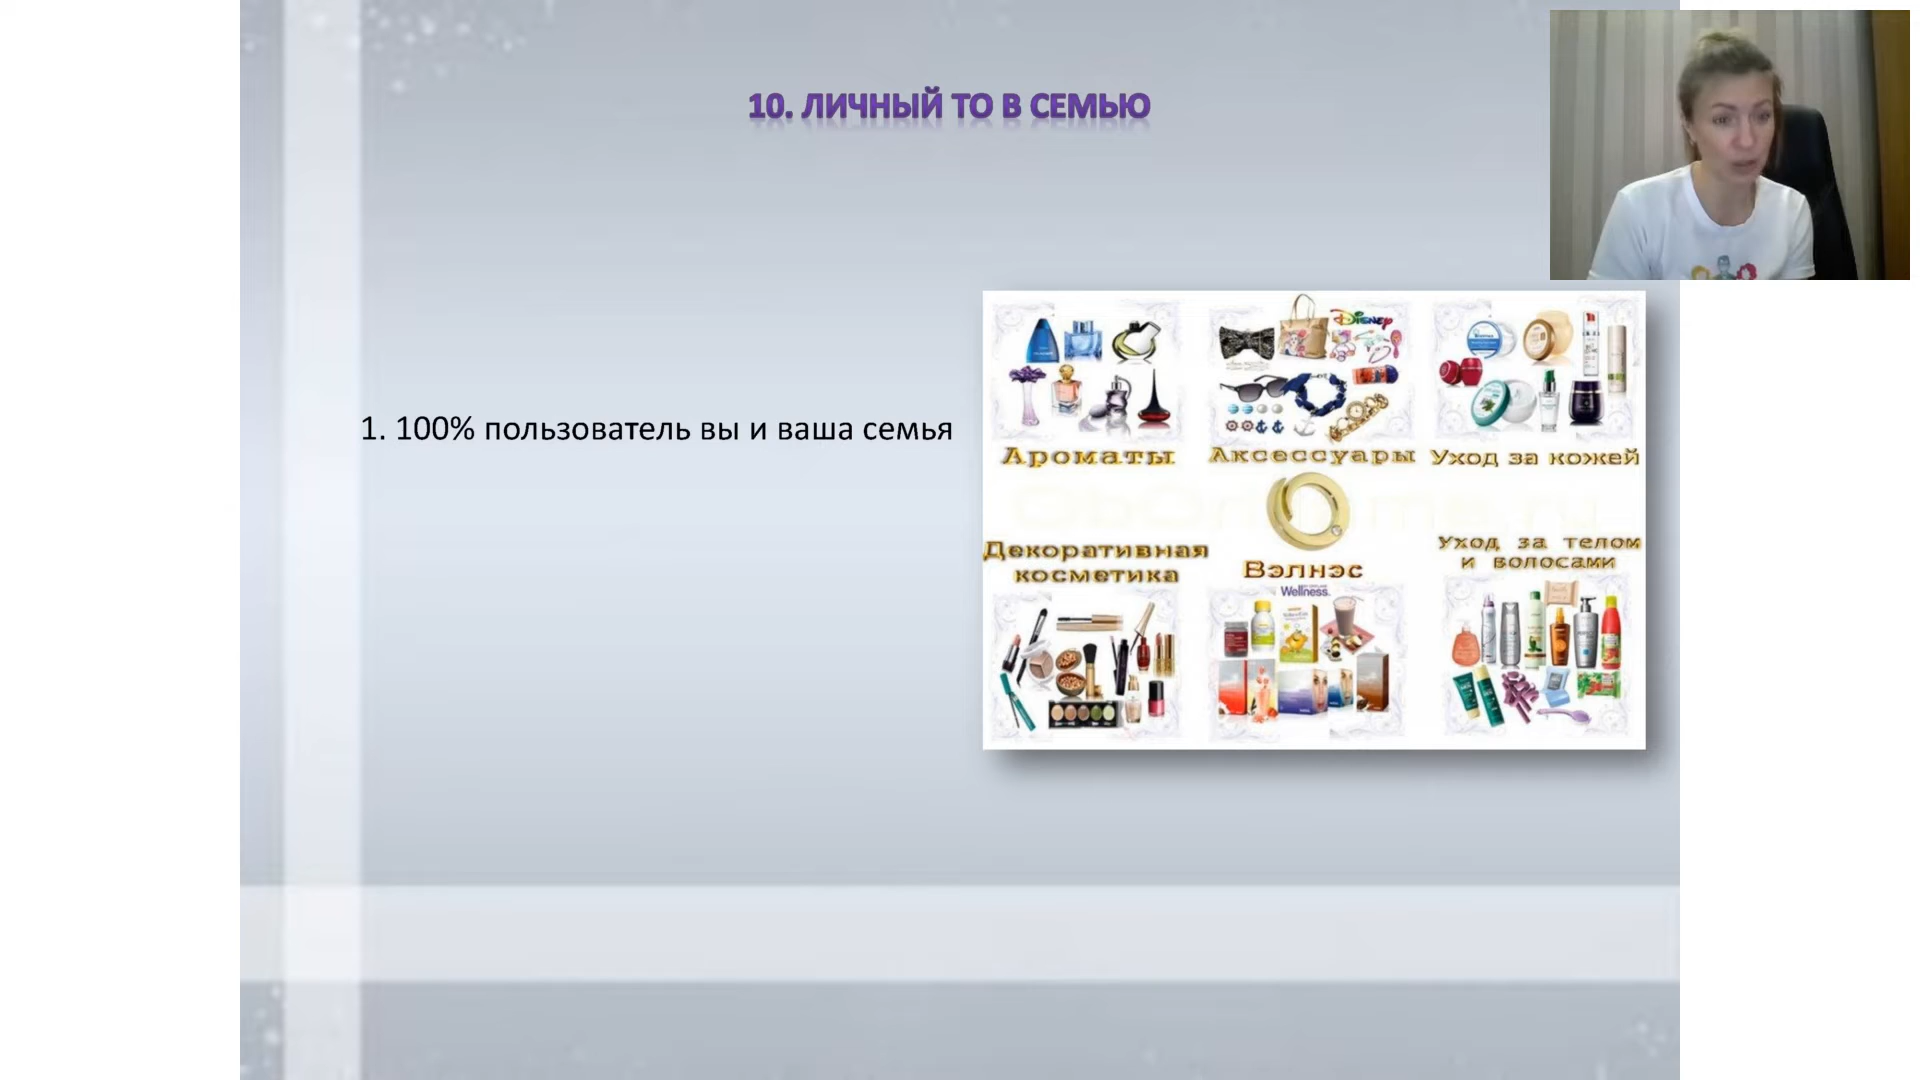 10. ЛИЧНЫЙ ТО В СЕМЬЮ
1. 100% пользователь вы и ваша семья
Disney
Ароматы
Аксессуары
Уход за кожей
Декоративная
косметика
Вэлнэс
Wellness
Уход за телом
и волосами